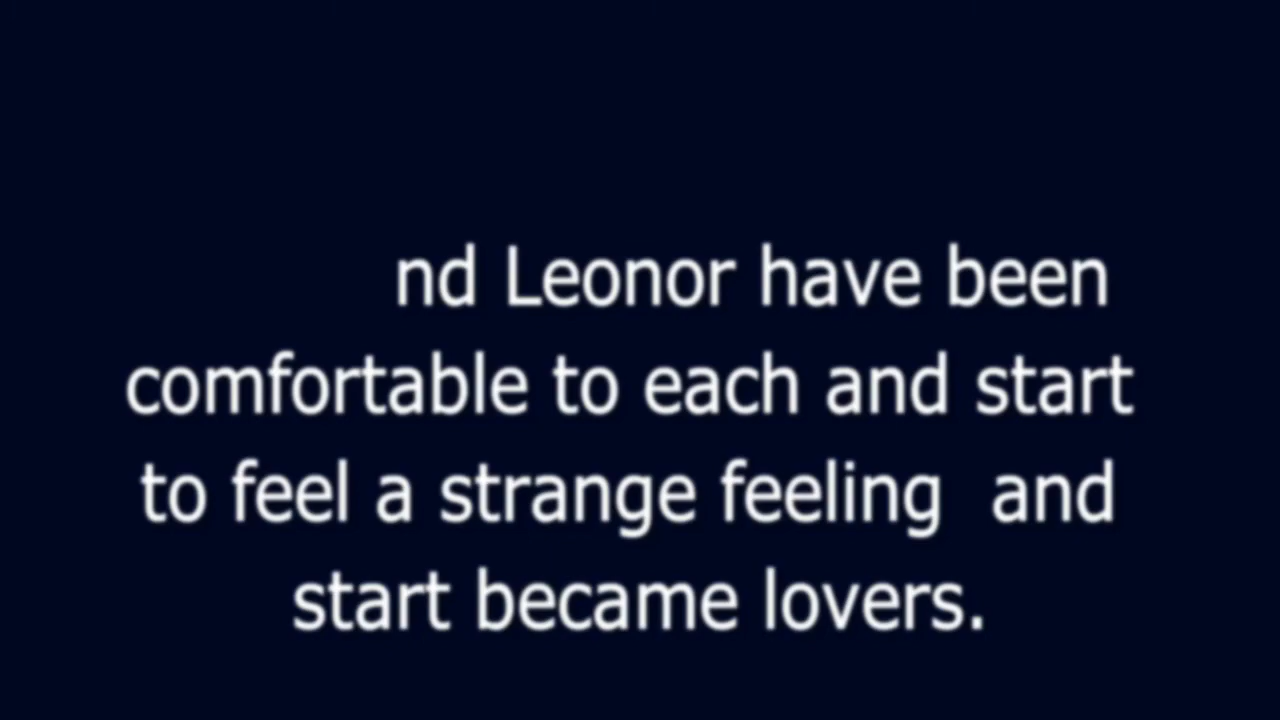 nd Leonor have been
comfortable to each and start
to feel a strange feeling  and
start became lovers.